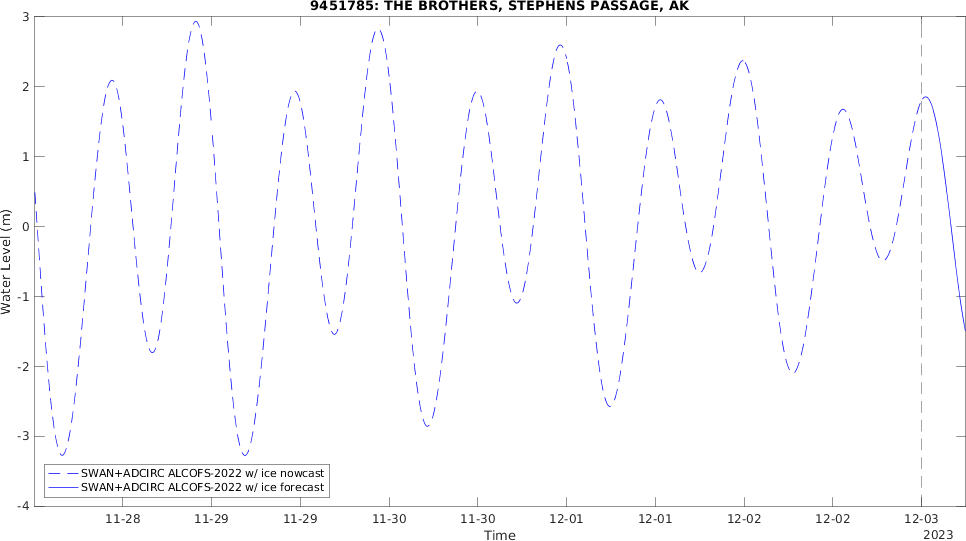 9451785: THE BROTHERS, STEPHENS PASSAGE, AK
3
2
1
0
-1
-2
-3
-4
Water Level (m)
SWAN+ADCIRC ALCOFS-2022 w/ ice nowcast
SWAN+ADCIRC ALCOFS-2022 w/ ice forecast
11-28 11-29 11-29 11-30 11-30 12-01 12-01 12-02 12-02 12-03
2023
Time